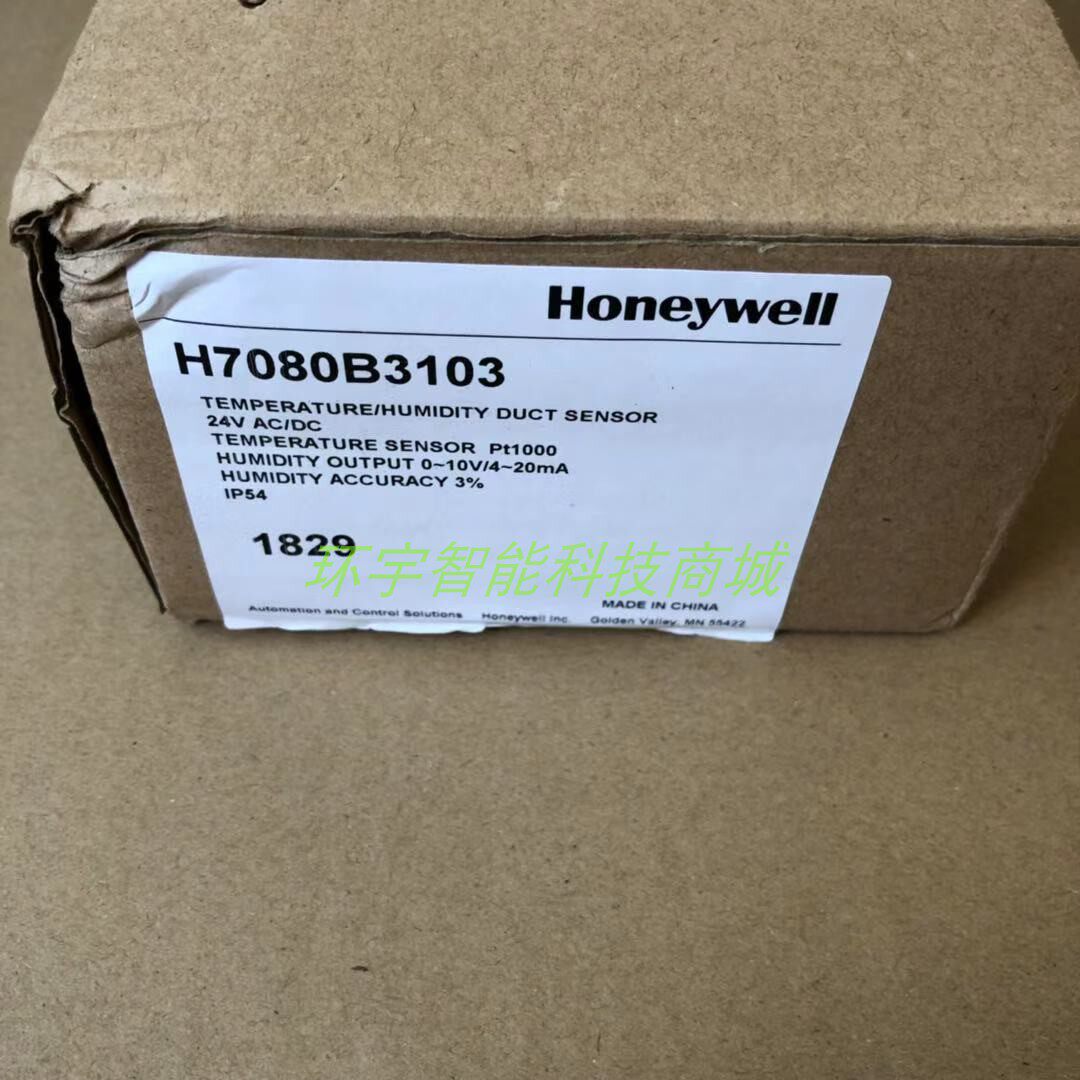 Honeywell
H7080B3103
TEMPERATURE/HUMIDITY DUCT SENSOR
24V AC/DC
TEMPERATURE SENSOR Pt1000
HUMIDITY OUTPUT 0~10V/4~20mA
HUMIDITY ACCURACY 3%
IP54
1829
环宇智能科技商城
MADE IN CHINA
Automation and Control Solutions Honeywell Inc. Golden Valley, MN 55422